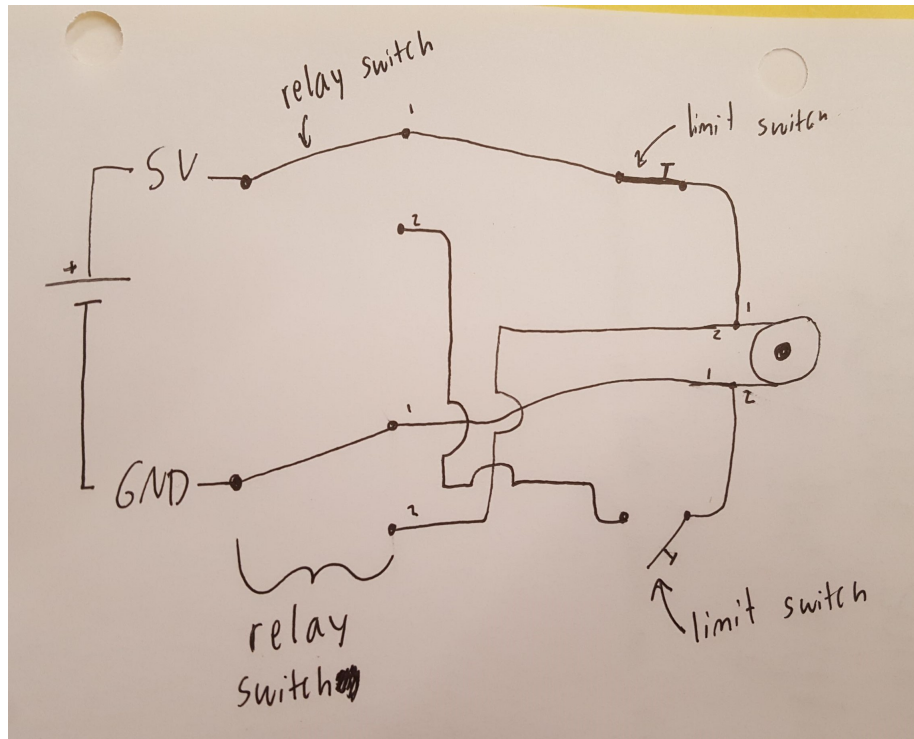 relay switch
1
limit switch
5V
2
+
1
2
1
2
1
GND
2
relay
switch
limit switch